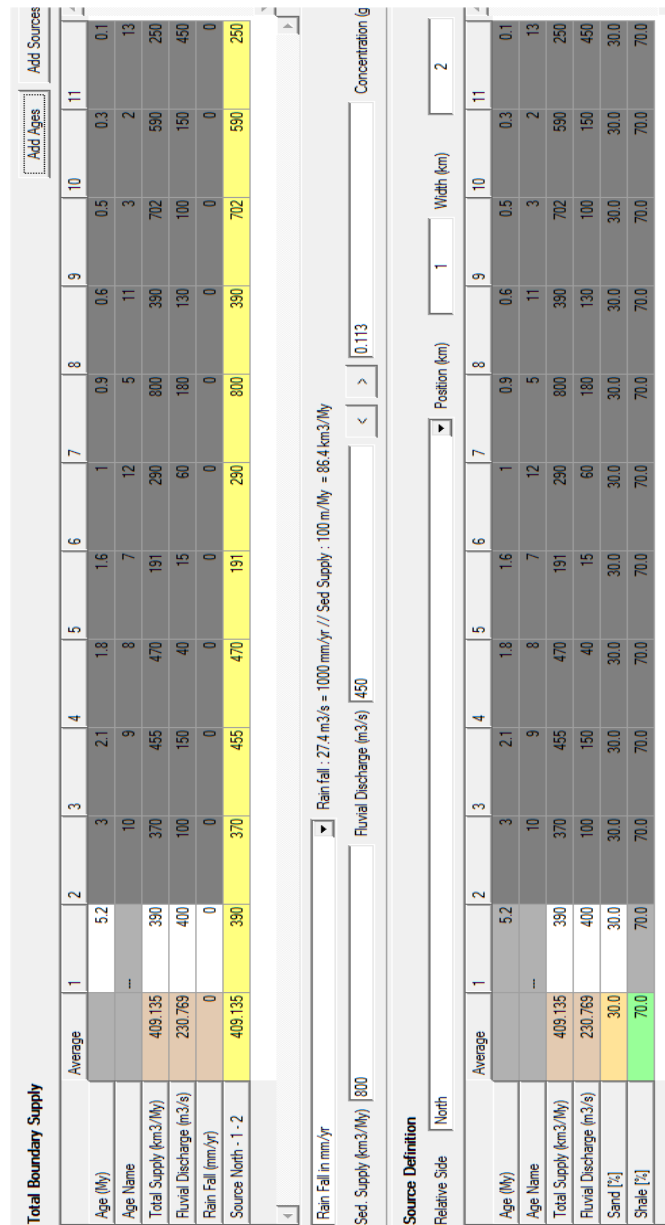 Total Boundary Supply
Add Ages Add Sources
Average 1 2 3 4 5 6 7 8 9 10 11
Age (My) 5.2 3 2.1 1.8 1.6 1 0.9 0.6 0.5 0.3 0.1
Age Name --- 10 9 8 7 12 5 11 3 2 13
Total Supply (km3/My) 409.135 390 370 455 470 191 290 800 390 702 590 250
Fluvial Discharge (m3/s) 230.769 400 100 150 40 15 60 180 130 100 150 450
Rain Fall (mm/yr) 0 0 0 0 0 0 0 0 0 0 0 0
Source North - 1 - 2 409.135 390 370 455 470 191 290 800 390 702 590 250
Rain Fall in mm/yr Rain fall : 27.4 m3/s = 1000 mm/yr // Sed Supply : 100 m/My = 86.4 km3/My
Sed. Supply (km3/My) 800 Fluvial Discharge (m3/s) 450 < > 0.113 Concentration (g
Source Definition
Relative Side North Position (km) 1 Width (km) 2
Average 1 2 3 4 5 6 7 8 9 10 11
Age (My) 5.2 3 2.1 1.8 1.6 1 0.9 0.6 0.5 0.3 0.1
Age Name --- 10 9 8 7 12 5 11 3 2 13
Total Supply (km3/My) 409.135 390 370 455 470 191 290 800 390 702 590 250
Fluvial Discharge (m3/s) 230.769 400 100 150 40 15 60 180 130 100 150 450
Sand [%] 30.0 30.0 30.0 30.0 30.0 30.0 30.0 30.0 30.0 30.0 30.0 30.0
Shale [%] 70.0 70.0 70.0 70.0 70.0 70.0 70.0 70.0 70.0 70.0 70.0 70.0